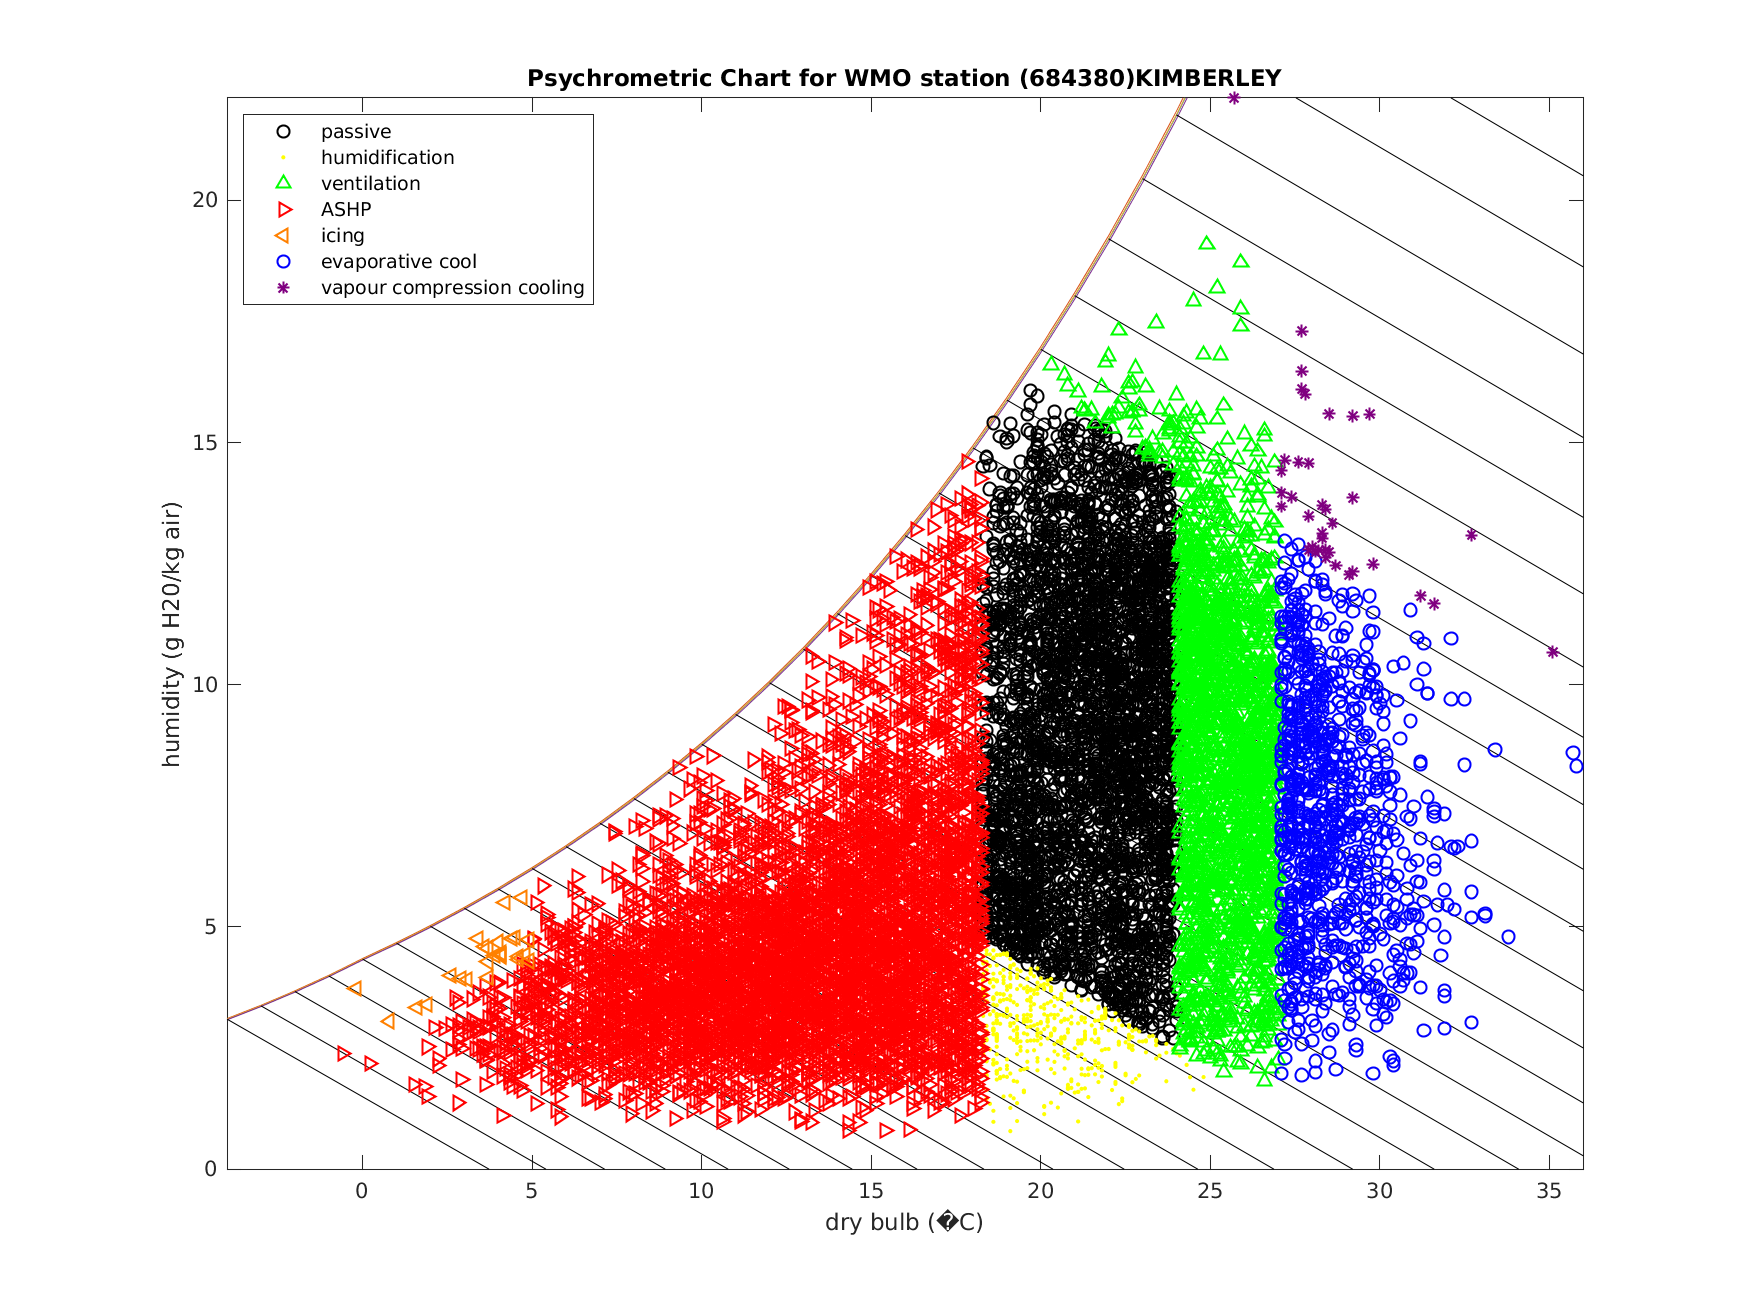 Psychrometric Chart for WMO station (684380)KIMBERLEY
passive
humidification
ventilation
ASHP
icing
evaporative cool
vapour compression cooling
humidity (g H20/kg air)
20
15
10
5
0
0 5 10 15 20 25 30 35
dry bulb (�C)